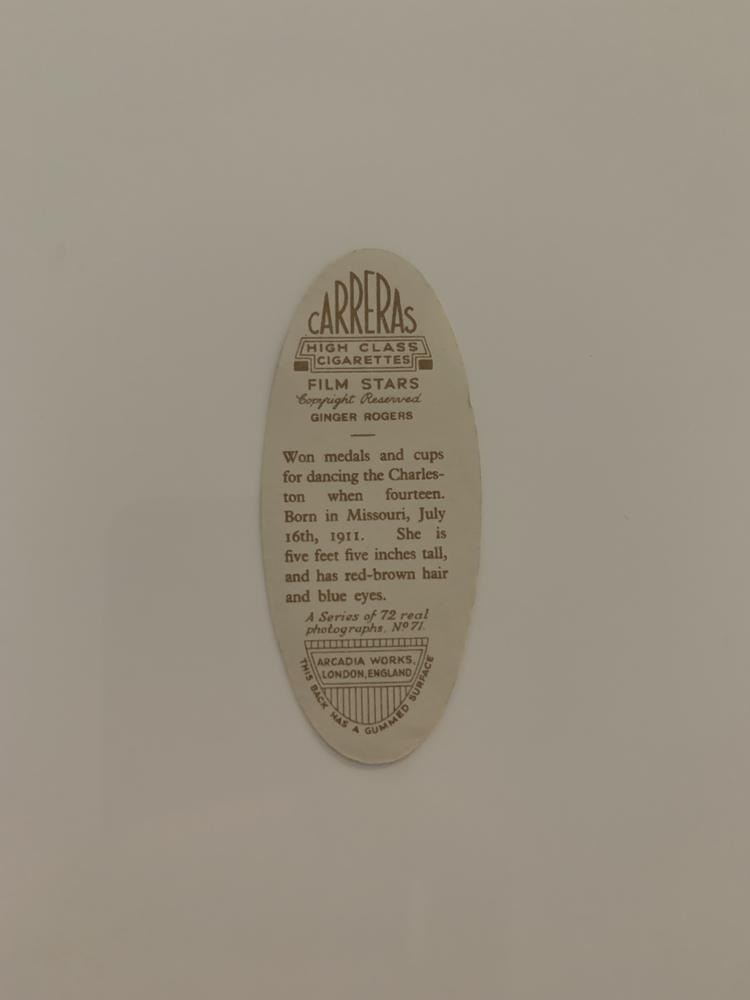 CARRERAS
HIGH CLASS
CIGARETTES
FILM STARS
Copyright Reserved
GINGER ROGERS
Won medals and cups
for dancing the Charles-
ton when fourteen.
Born in Missouri, July
16th, 1911. She is
five feet five inches tall,
and has red-brown hair
and blue eyes.
A Series of 72 real
photographs, Nº 71.
ARCADIA WORKS,
LONDON, ENGLAND
THIS BACK HAS A GUMMED SURFACE